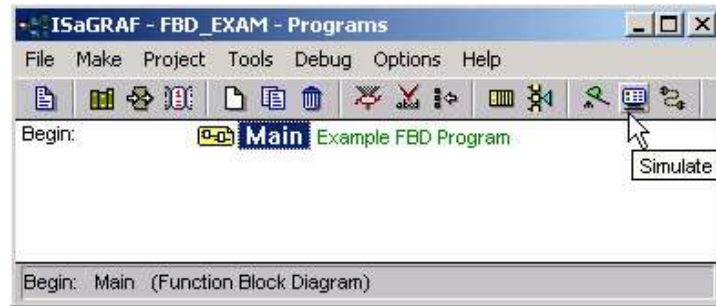 ISaGRAF - FBD_EXAM - Programs
File Make Project Tools Debug Options Help
Begin: Main Example FBD Program
Simulate
Begin: Main (Function Block Diagram)